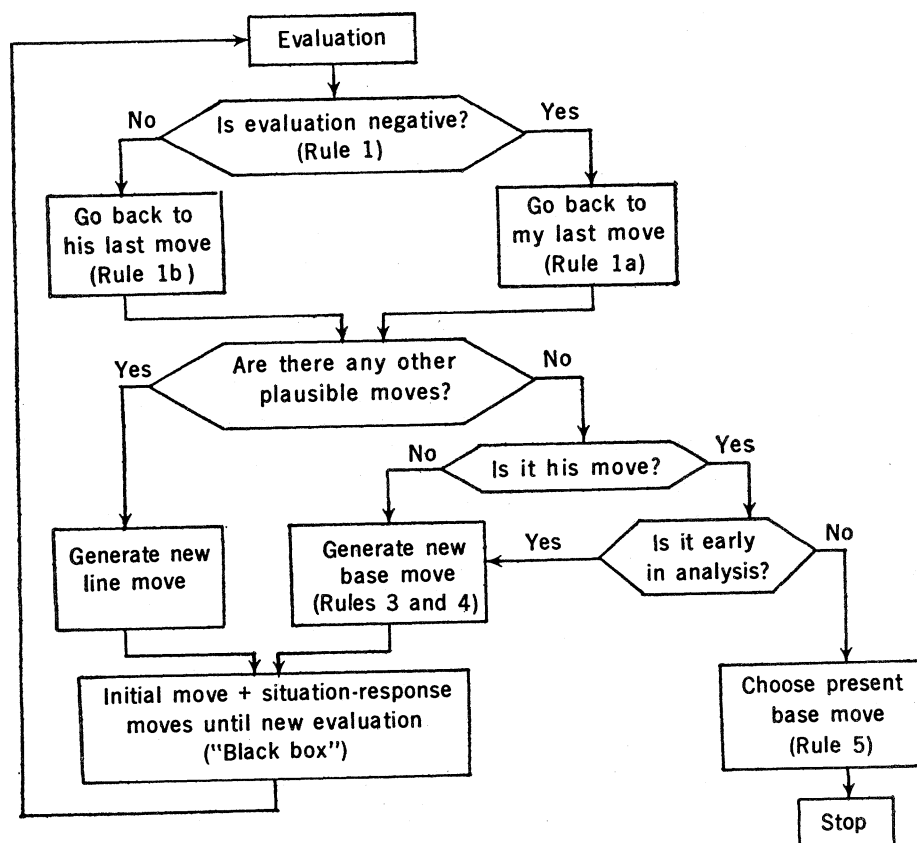 Evaluation
No
Is evaluation negative?
(Rule 1)
Yes
Go back to
his last move
(Rule 1b)
Go back to
my last move
(Rule 1a)
Yes
Are there any other
plausible moves?
No
No
Is it his move?
Yes
Generate new
line move
Generate new
base move
(Rules 3 and 4)
Yes
Is it early
in analysis?
No
Initial move + situation-response
moves until new evaluation
("Black box")
Choose present
base move
(Rule 5)
Stop